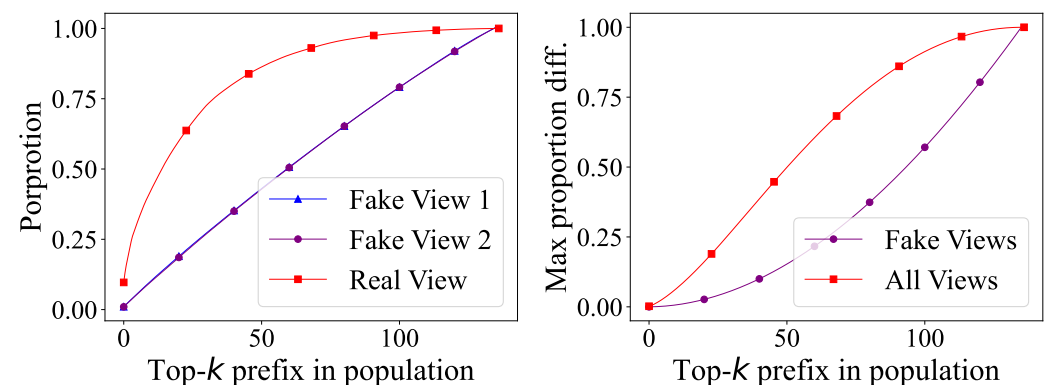 Porprotion
1.00
0.75
0.50
0.25
0.00
Fake View 1
Fake View 2
Real View
0
50
100
Top-k prefix in population
Max proportion diff.
1.00
0.75
0.50
0.25
0.00
Fake Views
All Views
0
50
100
Top-k prefix in population